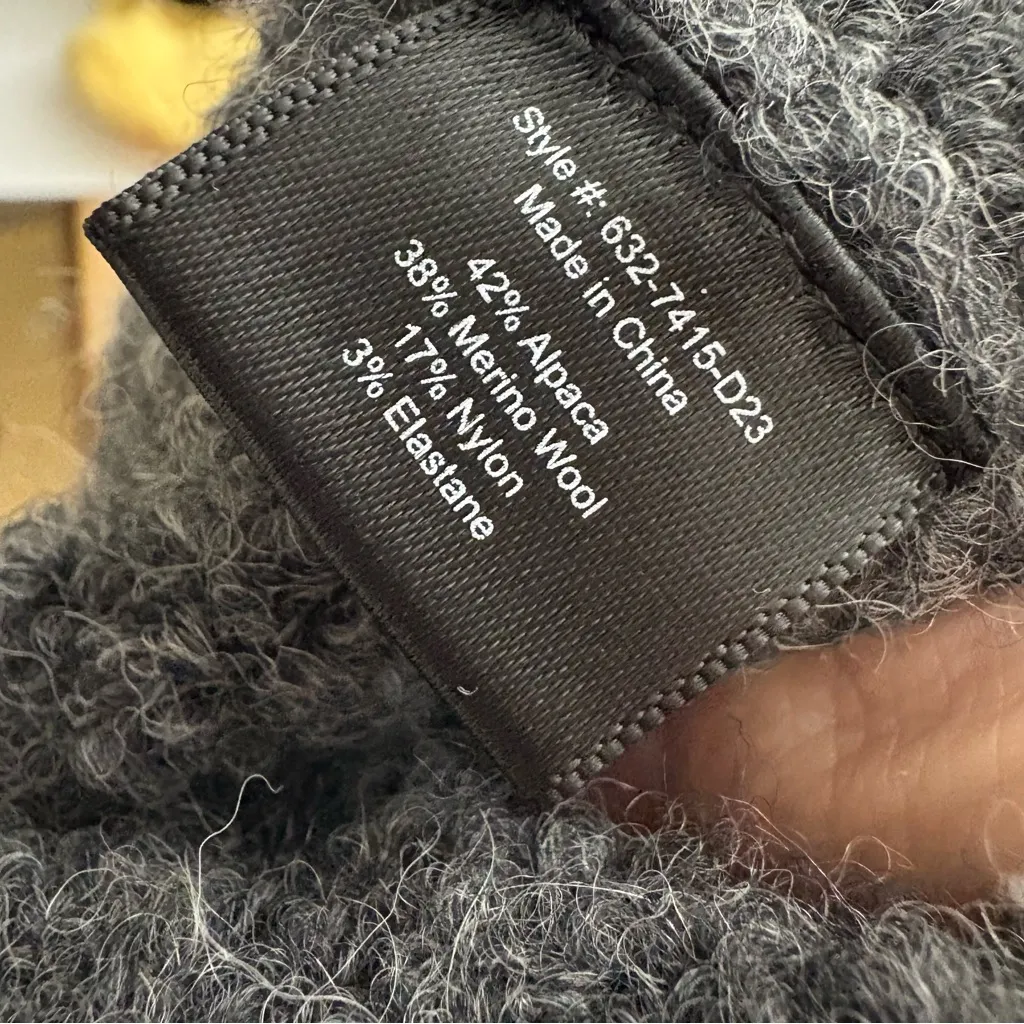 Style #: 632-7415-D23
Made in China
42% Alpaca
38% Merino Wool
17% Nylon
3% Elastane